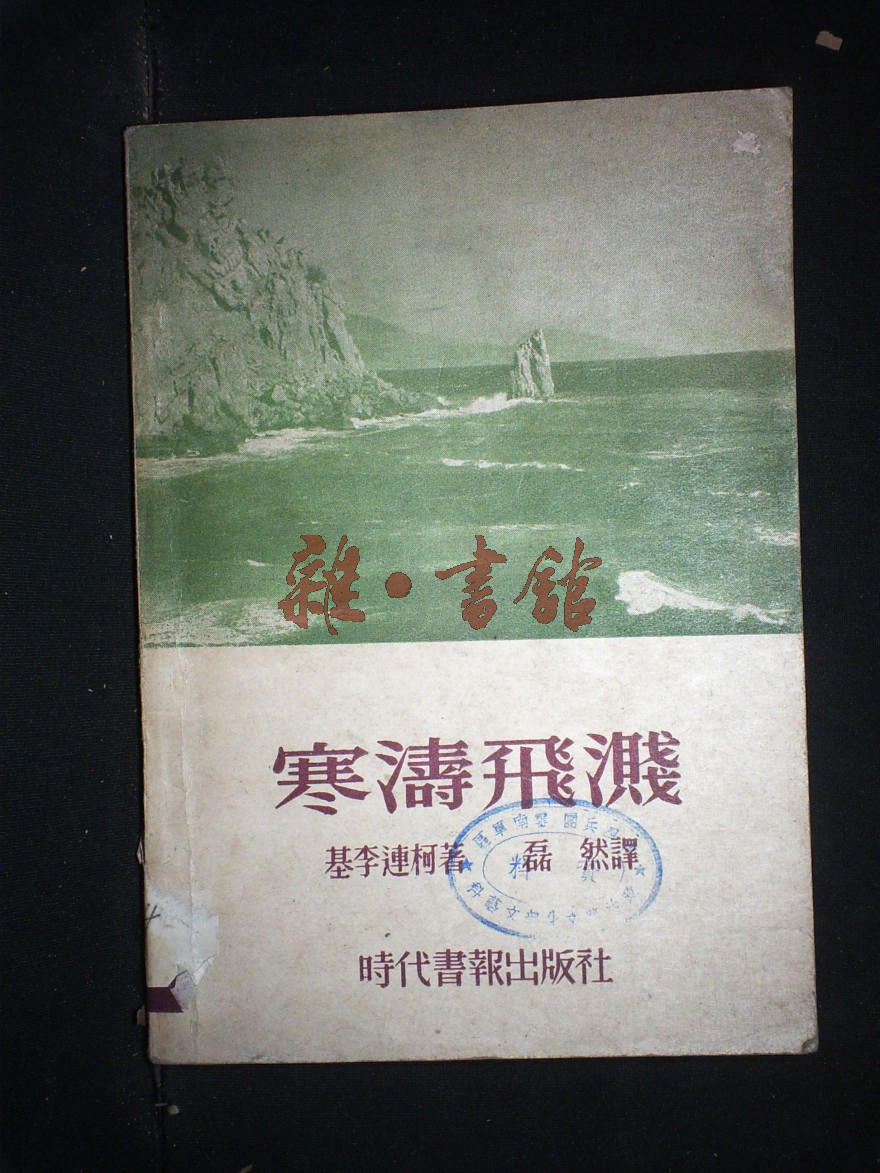 雜·書館
寒濤飛濺
基李連柯著 磊然譯
時代書報出版社